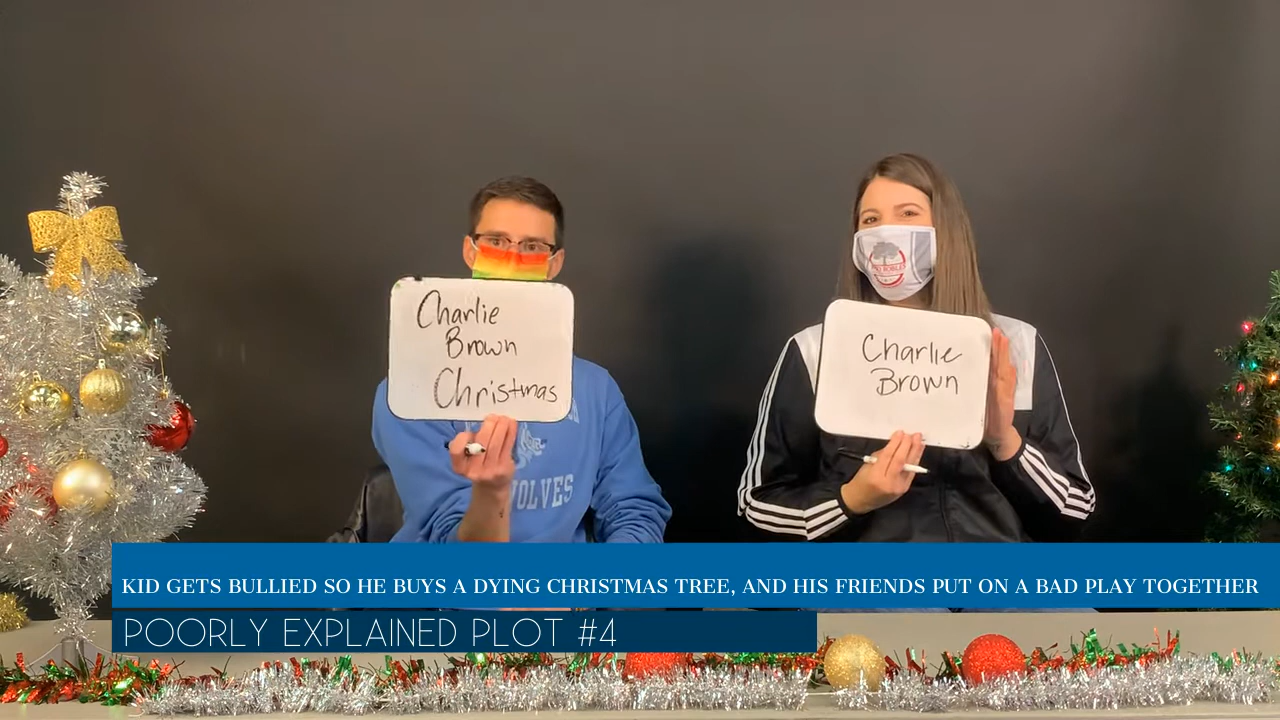 Charlie
Brown
Christmas
Charlie
Brown
WOLVES
KID GETS BULLIED SO HE BUYS A DYING CHRISTMAS TREE, AND HIS FRIENDS PUT ON A BAD PLAY TOGETHER
POORLY EXPLAINED PLOT #4